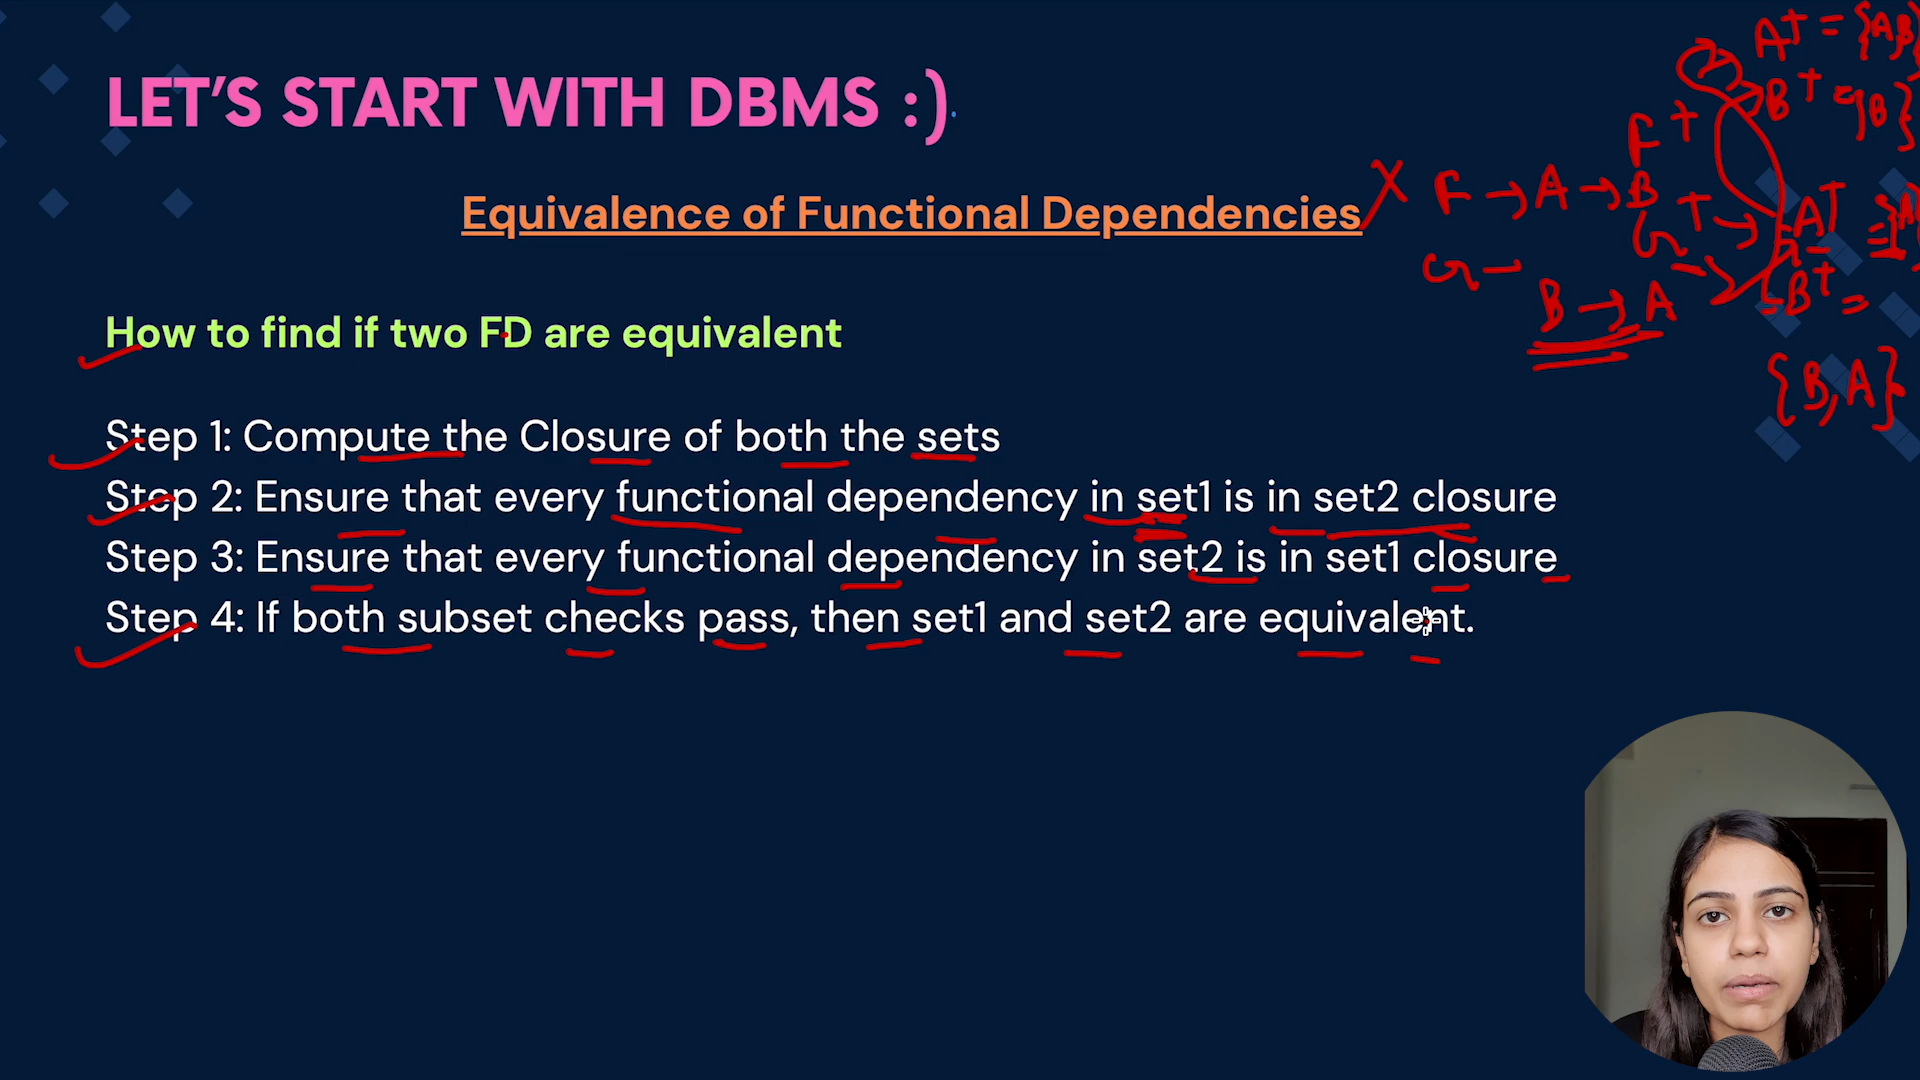 LET'S START WITH DBMS :)
Equivalence of Functional Dependencies
How to find if two FD are equivalent
Step 1: Compute the Closure of both the sets
Step 2: Ensure that every functional dependency in set1 is in set2 closure
Step 3: Ensure that every functional dependency in set2 is in set1 closure
Step 4: If both subset checks pass, then set1 and set2 are equivalent.
A+ = {A B}
F+ B+ = {B}
X F → A → B
G+ → A+ = {A}
G - B → A
B+ =
{B, A}